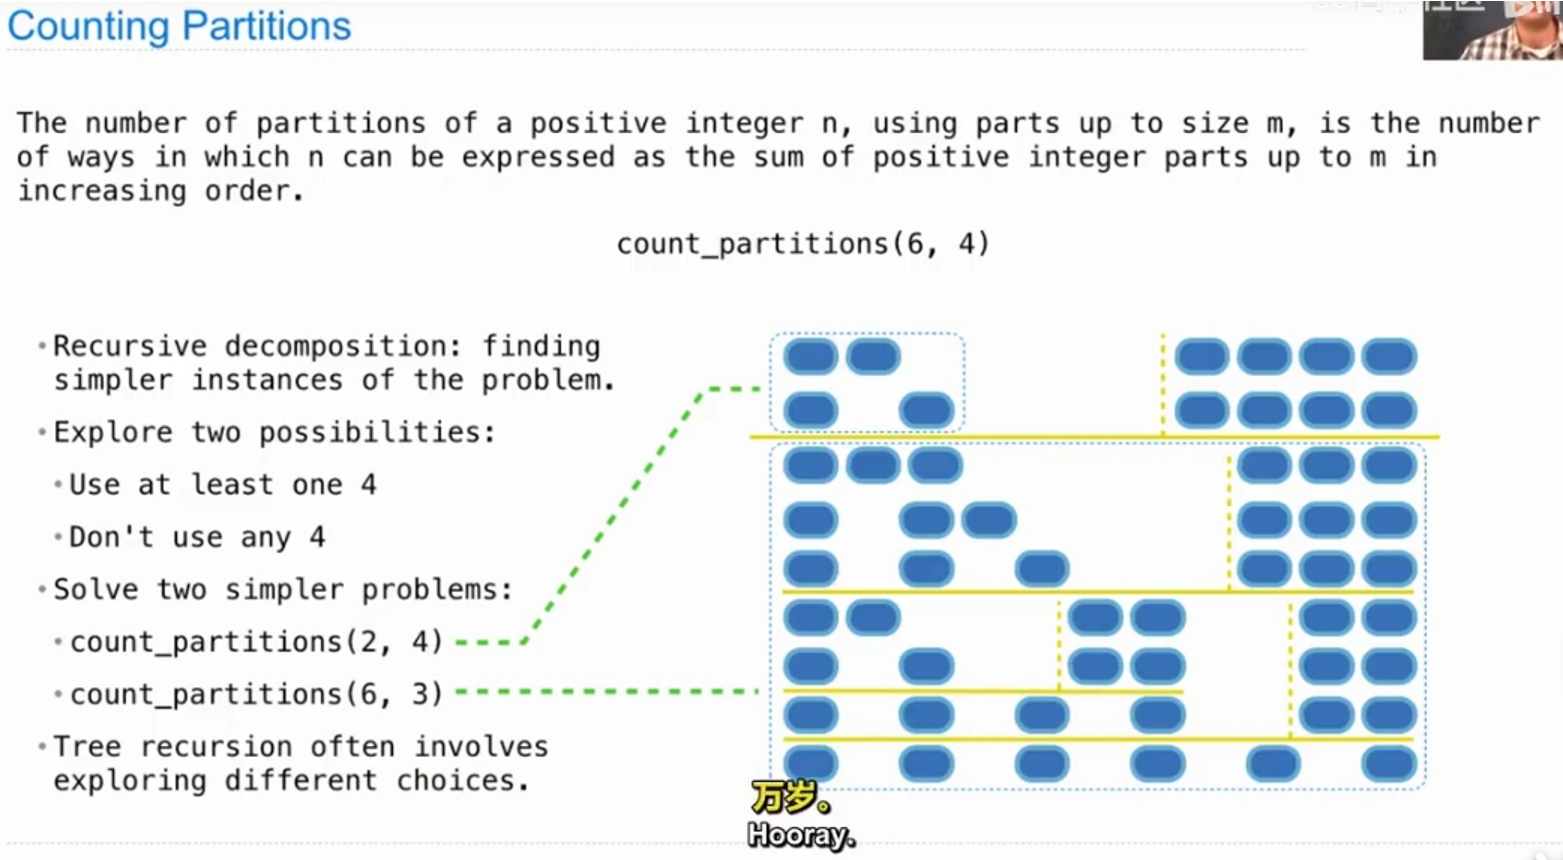 Counting Partitions
The number of partitions of a positive integer n, using parts up to size m, is the number
of ways in which n can be expressed as the sum of positive integer parts up to m in
increasing order.
count_partitions(6, 4)
•Recursive decomposition: finding
simpler instances of the problem.
•Explore two possibilities:
•Use at least one 4
•Don't use any 4
•Solve two simpler problems:
•count_partitions(2, 4)
•count_partitions(6, 3)
•Tree recursion often involves
exploring different choices.
万岁。
Hooray.